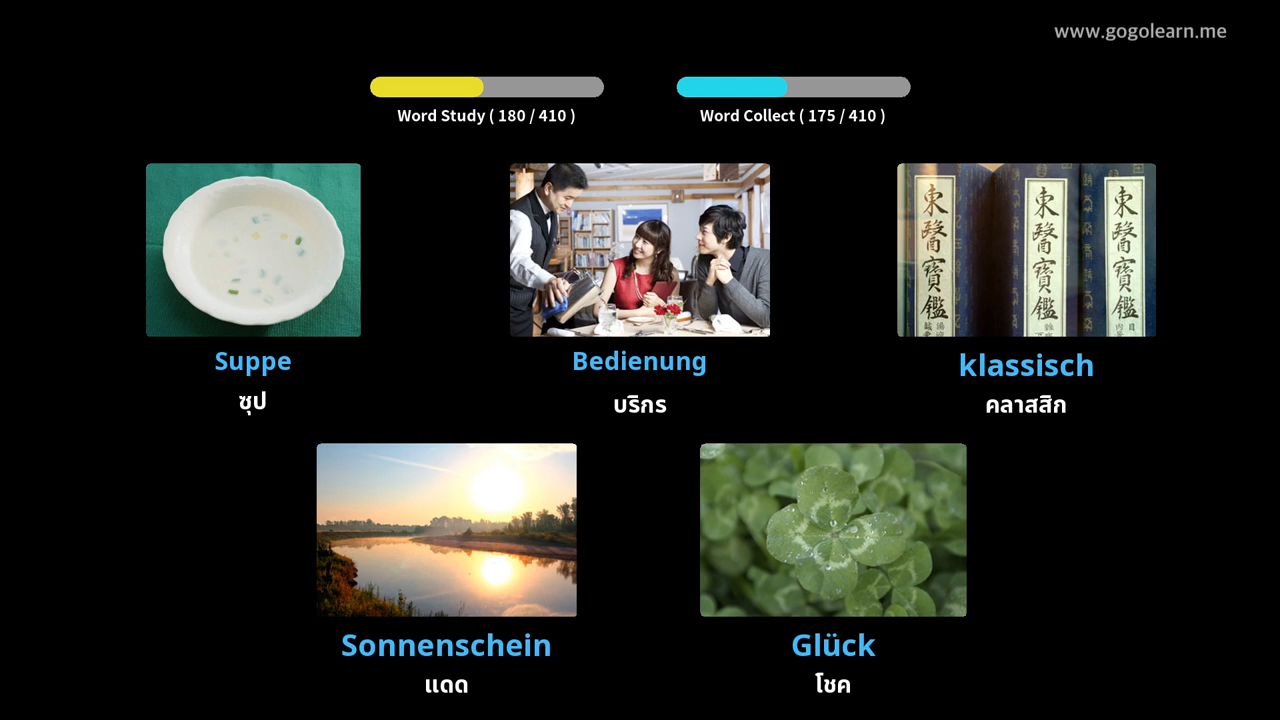 www.gogolearn.me
Word Study ( 180 / 410 )
Word Collect ( 175 / 410 )
東醫寶鑑
東醫寶鑑
東醫寶鑑
Suppe
ซุป
Bedienung
บริกร
klassisch
คลาสสิก
Sonnenschein
แดด
Glück
โชค